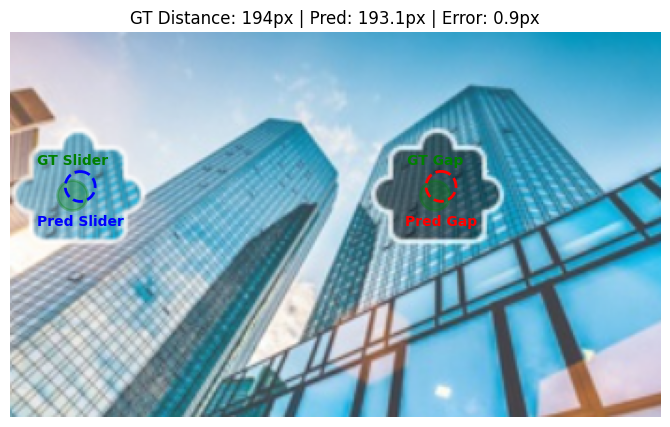 GT Distance: 194px | Pred: 193.1px | Error: 0.9px
GT Slider
GT Gap
Pred Slider
Pred Gap